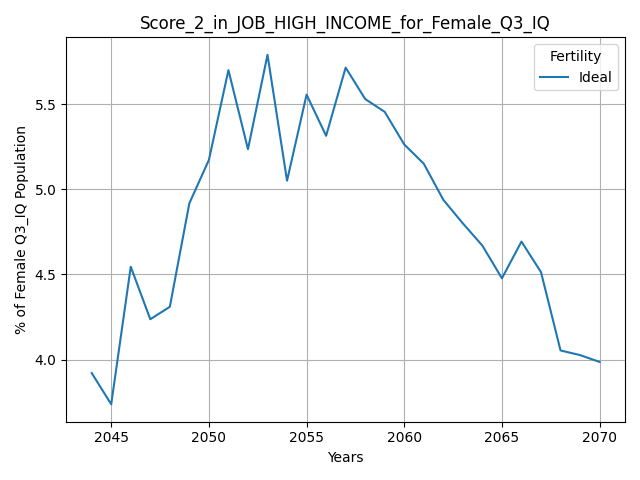 Score_2_in_JOB_HIGH_INCOME_for_Female_Q3_IQ
Fertility
Ideal
% of Female Q3_IQ Population
5.5
5.0
4.5
4.0
2045 2050 2055 2060 2065 2070
Years